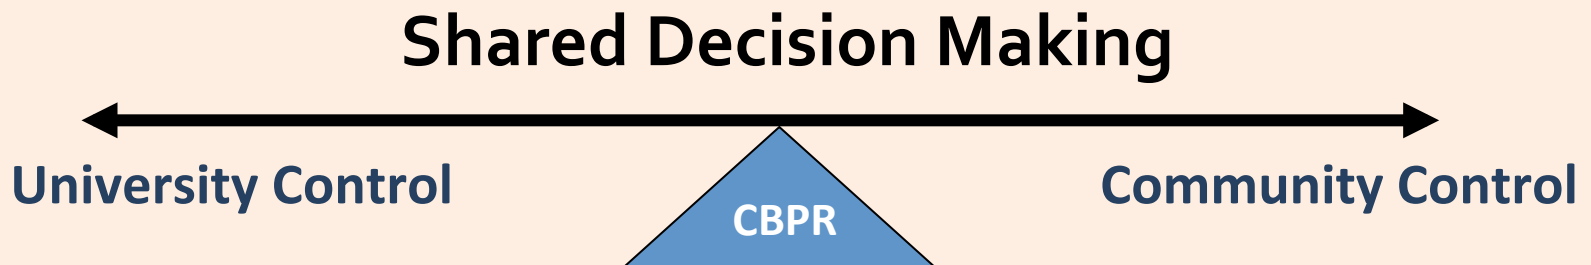 Shared Decision Making
University Control
Community Control
CBPR